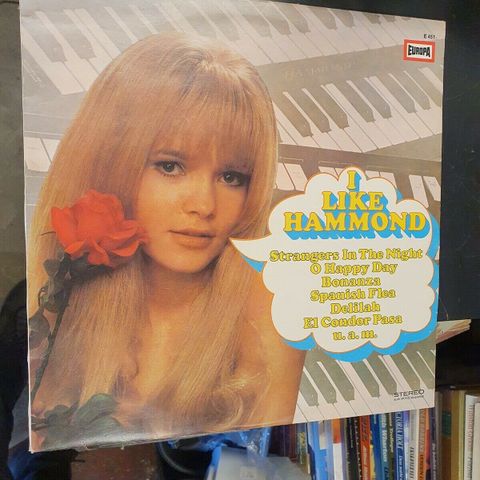 E 451
EUROPA
I
LIKE
HAMMOND
Strangers In The Night
O Happy Day
Bonanza
Spanish Flea
Delilah
El Condor Pasa
u. a. m.
STEREO